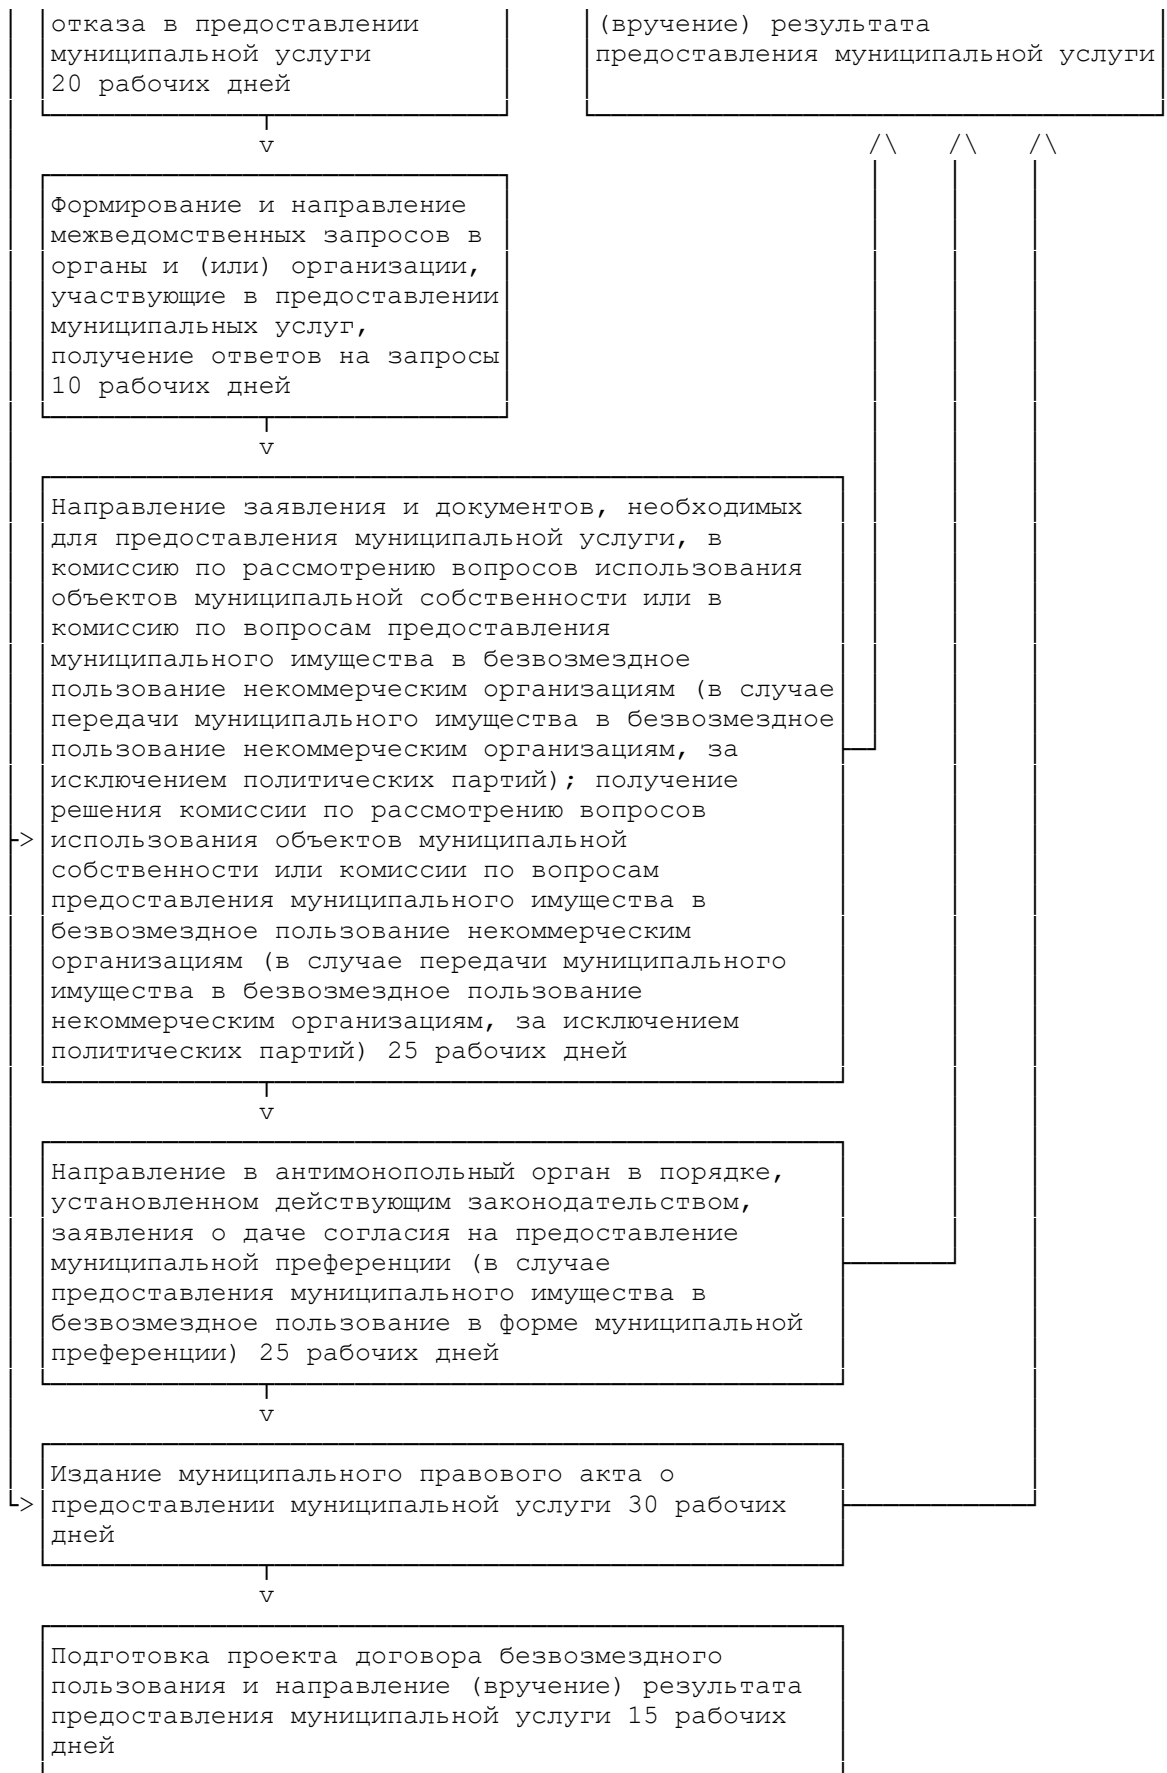 отказа в предоставлении
муниципальной услуги
20 рабочих дней
(вручение) результата
предоставления муниципальной услуги
v
/\ /\ /\
Формирование и направление
межведомственных запросов в
органы и (или) организации,
участвующие в предоставлении
муниципальных услуг,
получение ответов на запросы
10 рабочих дней
v
Направление заявления и документов, необходимых
для предоставления муниципальной услуги, в
комиссию по рассмотрению вопросов использования
объектов муниципальной собственности или в
комиссию по вопросам предоставления
муниципального имущества в безвозмездное
пользование некоммерческим организациям (в случае
передачи муниципального имущества в безвозмездное
пользование некоммерческим организациям, за
исключением политических партий); получение
решения комиссии по рассмотрению вопросов
-> использования объектов муниципальной
собственности или комиссии по вопросам
предоставления муниципального имущества в
безвозмездное пользование некоммерческим
организациям (в случае передачи муниципального
имущества в безвозмездное пользование
некоммерческим организациям, за исключением
политических партий) 25 рабочих дней
v
Направление в антимонопольный орган в порядке,
установленном действующим законодательством,
заявления о даче согласия на предоставление
муниципальной преференции (в случае
предоставления муниципального имущества в
безвозмездное пользование в форме муниципальной
преференции) 25 рабочих дней
v
Издание муниципального правового акта о
-> предоставлении муниципальной услуги 30 рабочих
дней
v
Подготовка проекта договора безвозмездного
пользования и направление (вручение) результата
предоставления муниципальной услуги 15 рабочих
дней